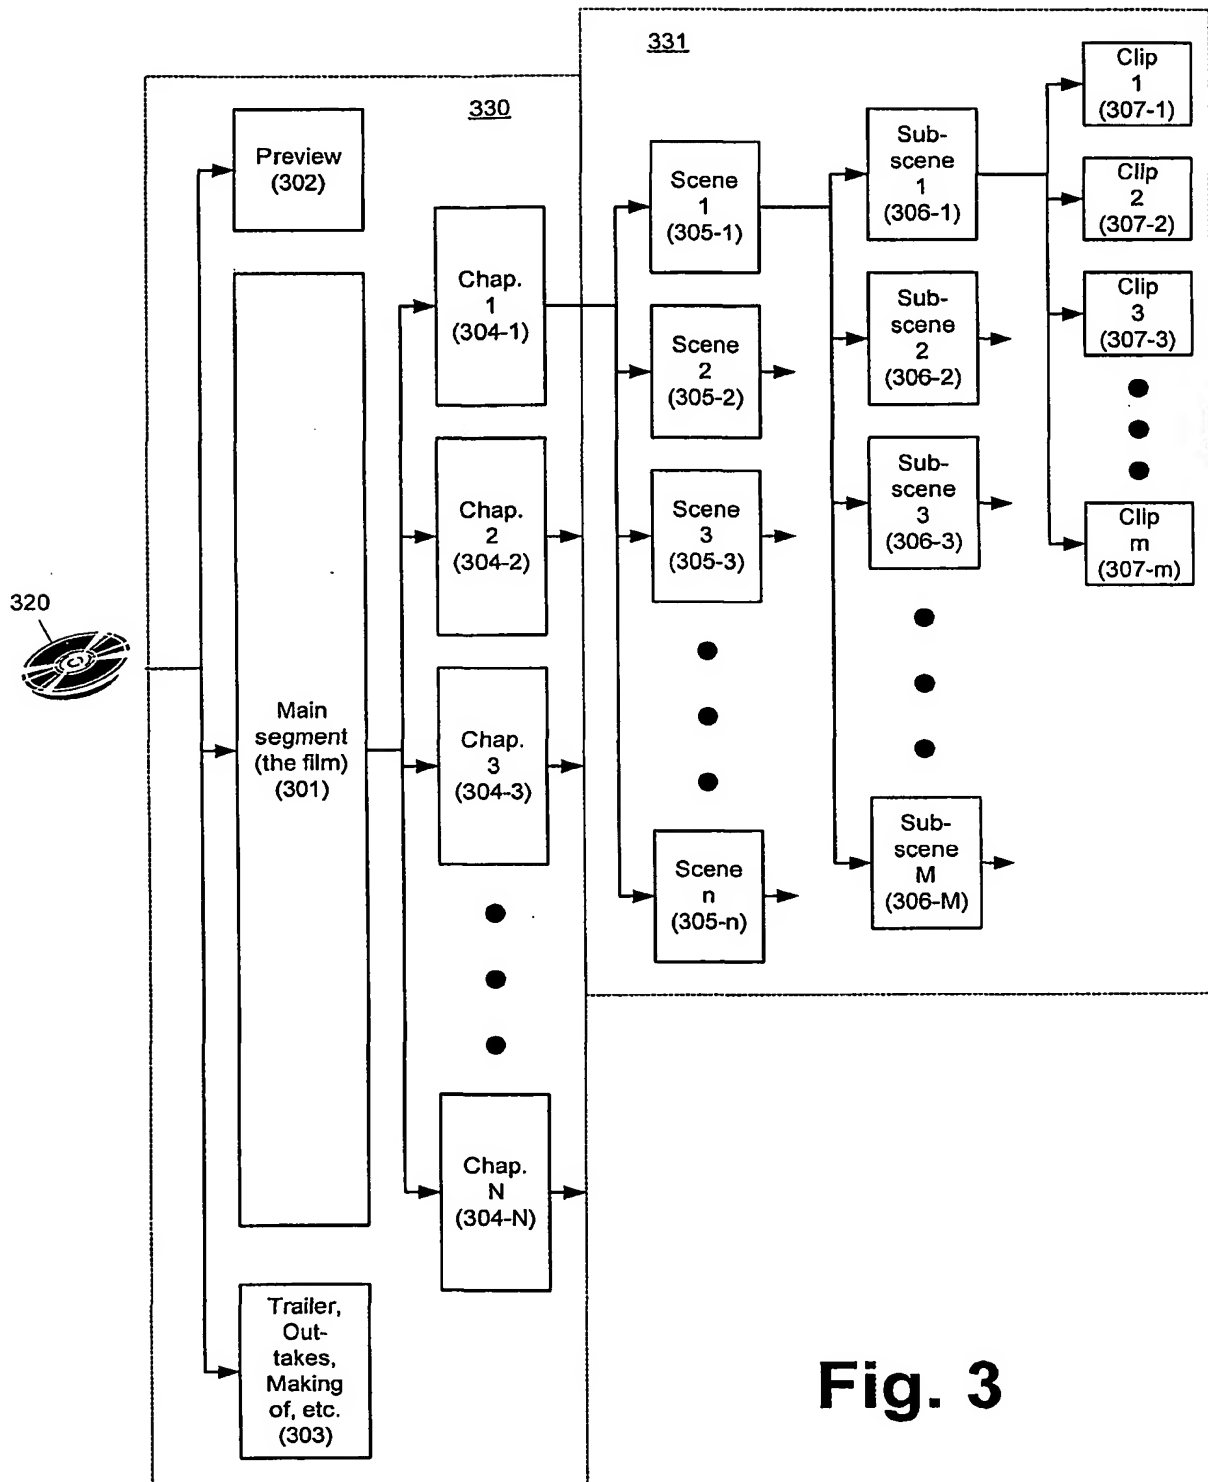 331
330
320
Preview
(302)
Main
segment
(the film)
(301)
Trailer,
Out-
takes,
Making
of, etc.
(303)
Chap.
1
(304-1)
Chap.
2
(304-2)
Chap.
3
(304-3)
Chap.
N
(304-N)
Scene
1
(305-1)
Scene
2
(305-2)
Scene
3
(305-3)
Scene
n
(305-n)
Sub-
scene
1
(306-1)
Sub-
scene
2
(306-2)
Sub-
scene
3
(306-3)
Sub-
scene
M
(306-M)
Clip
1
(307-1)
Clip
2
(307-2)
Clip
3
(307-3)
Clip
m
(307-m)
Fig. 3